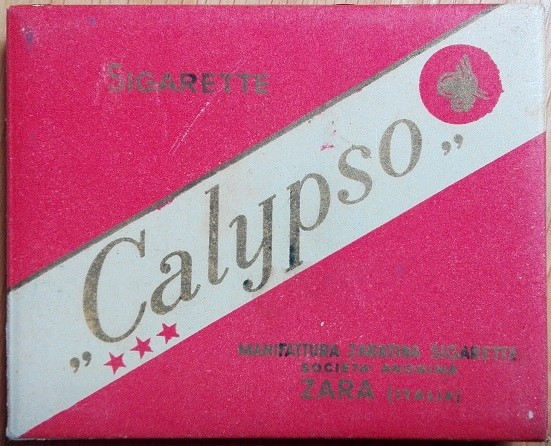 SIGARETTE
„Calypso„
MANIFATTURA ZARATINA SIGARETTE
SOCIETÀ ANONIMA
ZARA (ITALIA)